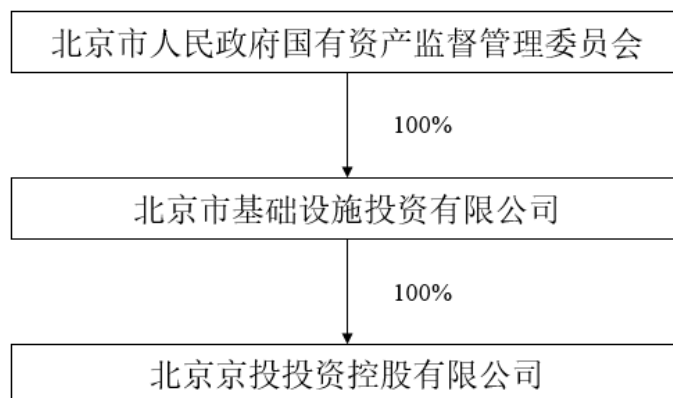 北京市人民政府国有资产监督管理委员会
100%
北京市基础设施投资有限公司
100%
北京京投投资控股有限公司